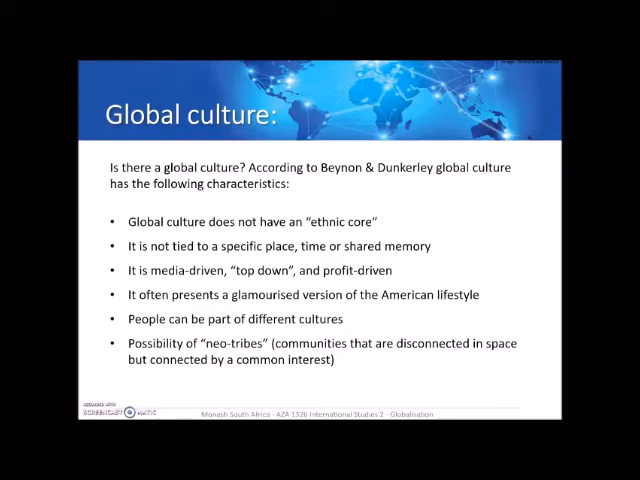 Global culture:
Is there a global culture? According to Beynon & Dunkerley global culture
has the following characteristics:
• Global culture does not have an “ethnic core”
• It is not tied to a specific place, time or shared memory
• It is media-driven, “top down”, and profit-driven
• It often presents a glamourised version of the American lifestyle
• People can be part of different cultures
• Possibility of “neo-tribes” (communities that are disconnected in space
but connected by a common interest)
RECORDED WITH
SCREENCAST MATIC
Monash South Africa - AZA 1326 International Studies 2 - Globalisation